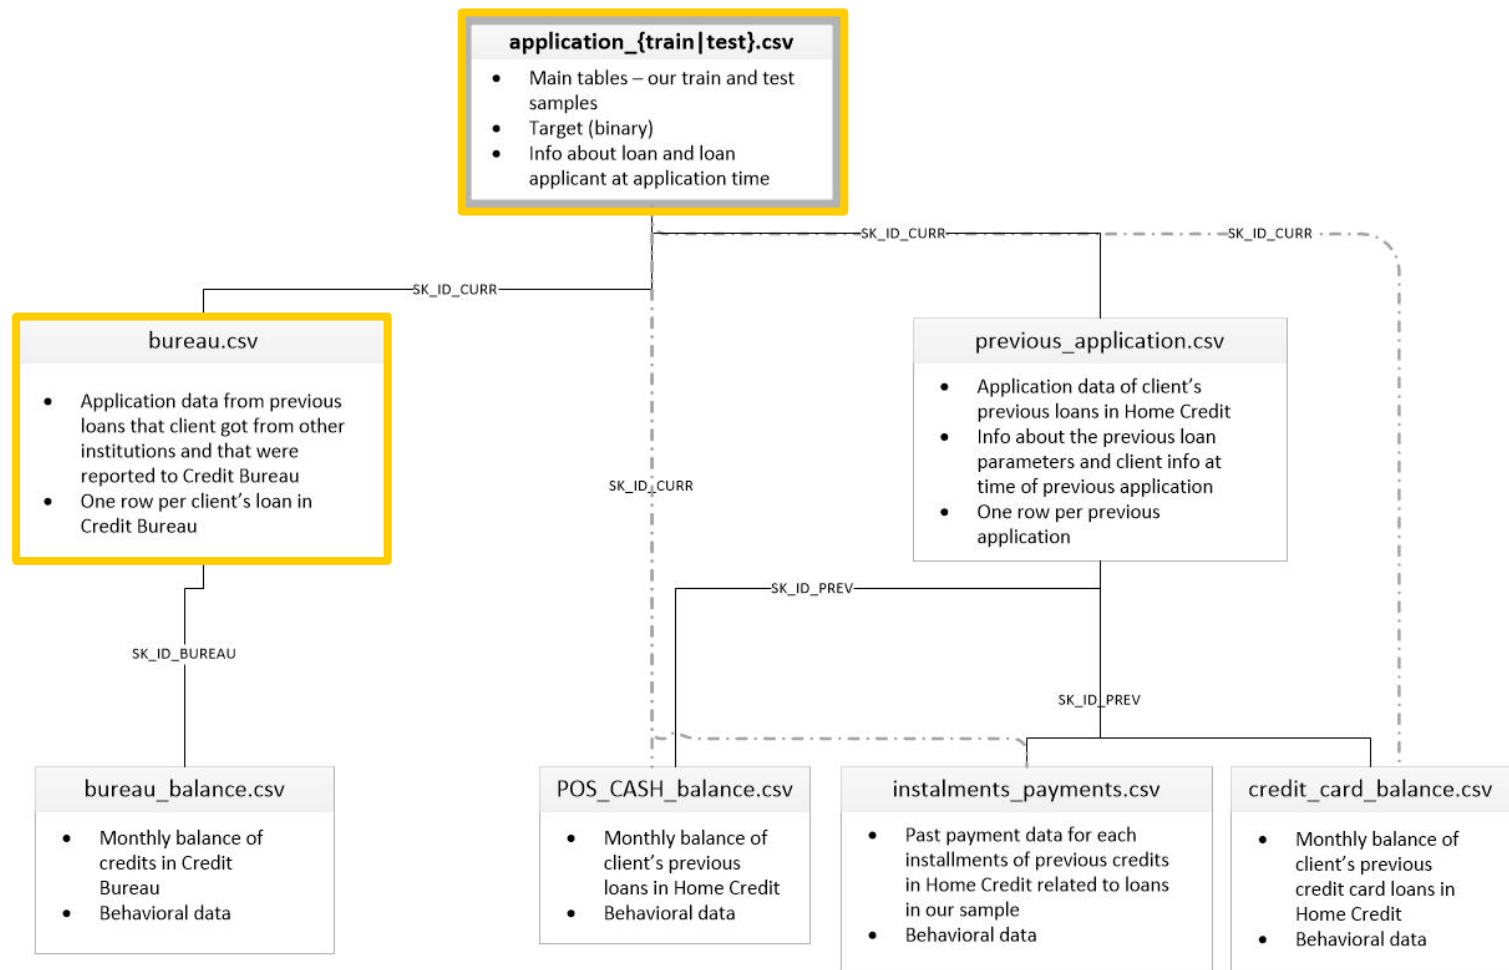 application_{train|test}.csv
• Main tables – our train and test
samples
• Target (binary)
• Info about loan and loan
applicant at application time
SK_ID_CURR
SK_ID_CURR
SK_ID_CURR
bureau.csv
• Application data from previous
loans that client got from other
institutions and that were
reported to Credit Bureau
• One row per client's loan in
Credit Bureau
previous_application.csv
• Application data of client's
previous loans in Home Credit
• Info about the previous loan
parameters and client info at
time of previous application
• One row per previous
application
SK_ID_CURR
SK_ID_PREV
SK_ID_BUREAU
SK_ID_PREV
bureau_balance.csv
• Monthly balance of
credits in Credit
Bureau
• Behavioral data
POS_CASH_balance.csv
• Monthly balance of
client's previous
loans in Home Credit
• Behavioral data
instalments_payments.csv
• Past payment data for each
installments of previous credits
in Home Credit related to loans
in our sample
• Behavioral data
credit_card_balance.csv
• Monthly balance of
client's previous
credit card loans in
Home Credit
• Behavioral data